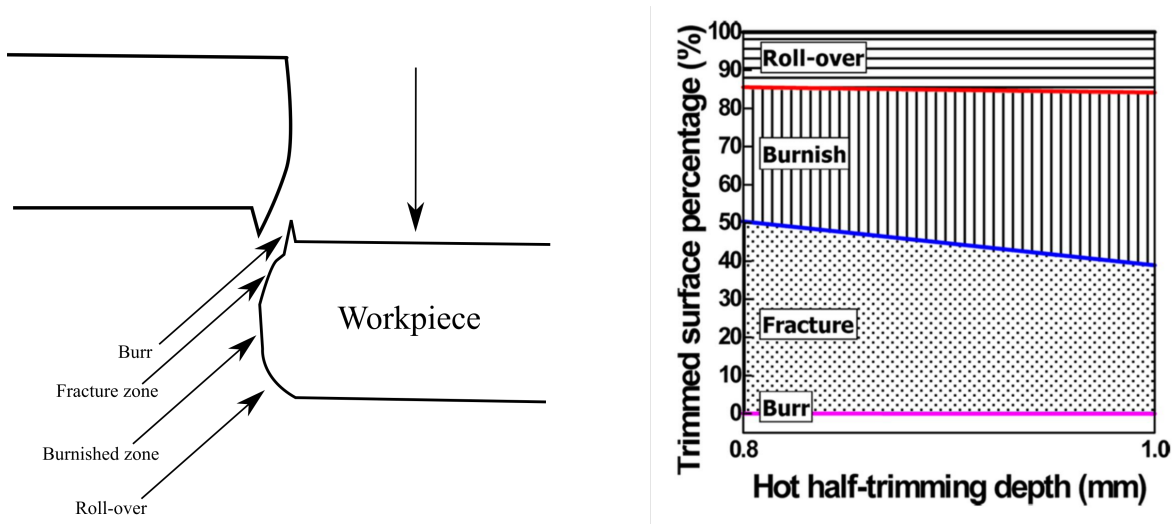 Workpiece
Burr
Fracture zone
Burnished zone
Roll-over
Trimmed surface percentage (%)
100
90
80
70
60
50
40
30
20
10
0
Roll-over
Burnish
Fracture
Burr
0.8
1.0
Hot half-trimming depth (mm)